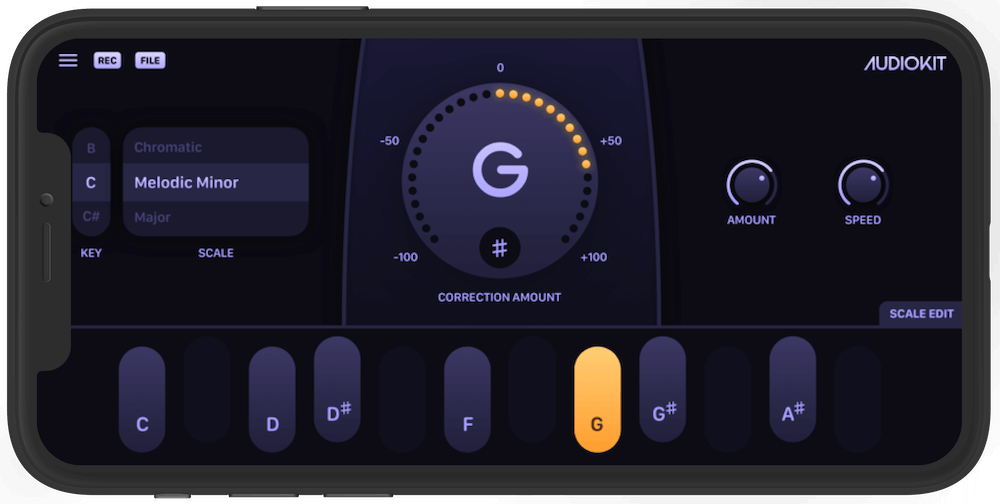 REC
FILE
AUDIOKIT
B
C
C#
KEY
Chromatic
Melodic Minor
Major
SCALE
0
-50
+50
-100
+100
G
♯
CORRECTION AMOUNT
AMOUNT
SPEED
SCALE EDIT
C
D
D♯
F
G
G♯
A♯